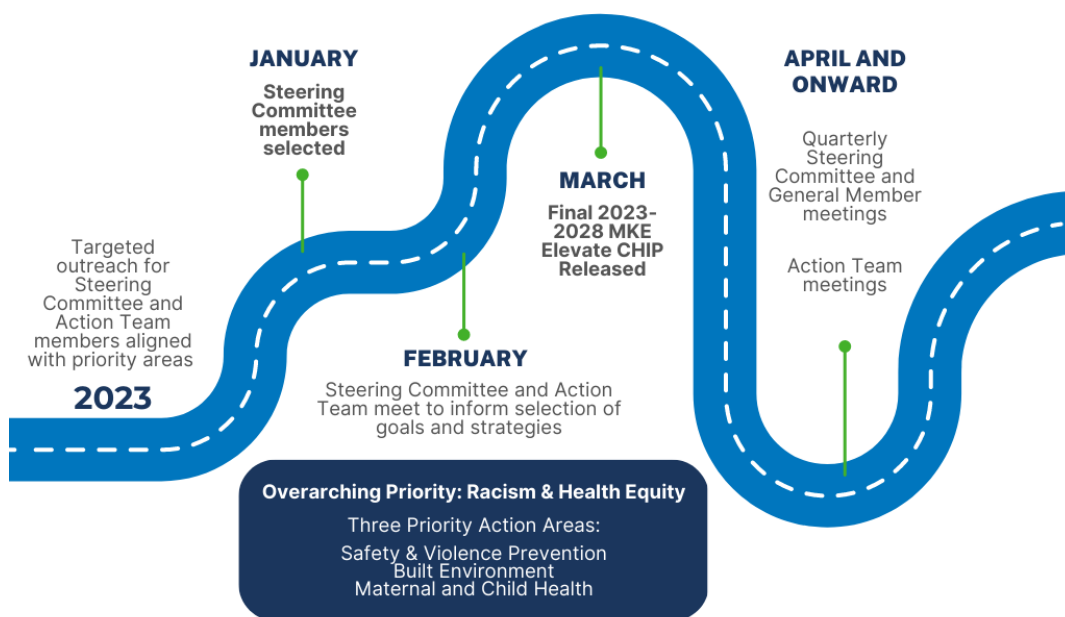 Targeted
outreach for
Steering
Committee and
Action Team
members aligned
with priority areas
2023
JANUARY
Steering
Committee
members
selected
FEBRUARY
Steering Committee and Action
Team meet to inform selection of
goals and strategies
MARCH
Final 2023-
2028 MKE
Elevate CHIP
Released
APRIL AND
ONWARD
Quarterly
Steering
Committee and
General Member
meetings
Action Team
meetings
Overarching Priority: Racism & Health Equity
Three Priority Action Areas:
Safety & Violence Prevention
Built Environment
Maternal and Child Health